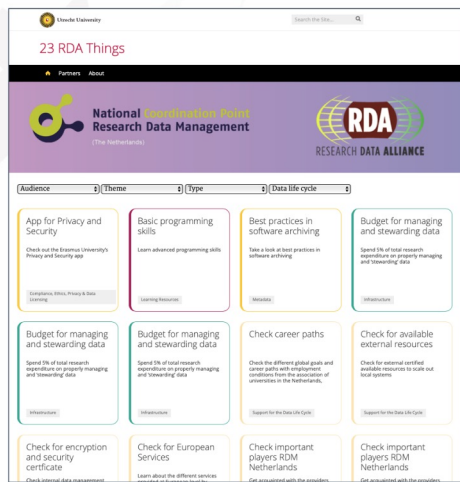 Utrecht University
Search the Site...
23 RDA Things
Partners About
National Coordination Point
Research Data Management
(The Netherlands)
RDA
RESEARCH DATA ALLIANCE
Audience
Theme
Type
Data life cycle
App for Privacy and
Security
Check out the Erasmus University's
Privacy and Security app
Compliance, Ethics, Privacy & Data
Licensing
Basic programming
skills
Learn advanced programming skills
Learning Resources
Best practices in
software archiving
Take a look at best practices in
software archiving
Metadata
Budget for managing
and stewarding data
Spend 5% of total research
expenditure on properly managing
and 'stewarding' data
Infrastructure
Budget for managing
and stewarding data
Spend 5% of total research
expenditure on properly managing
and 'stewarding' data
Infrastructure
Budget for managing
and stewarding data
Spend 5% of total research
expenditure on properly managing
and 'stewarding' data
Infrastructure
Check career paths
Check the different global goals and
career paths with employment
conditions from the association of
universities in the Netherlands,
Support for the Data Life Cycle
Check for available
external resources
Check for external certified
available resources to scale out
local systems
Support for the Data Life Cycle
Check for encryption
and security
certficate
Check internal data management
Check for European
Services
Learn about the different services
provided at European level by
Check important
players RDM
Netherlands
Get acquainted with the providers
Check important
players RDM
Netherlands
Get acquainted with the providers